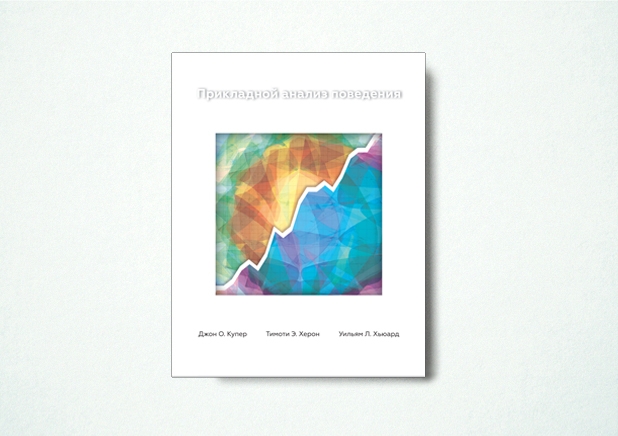 Прикладной анализ поведения
Джон О. Купер Тимоти Э. Херон Уильям Л. Хьюард